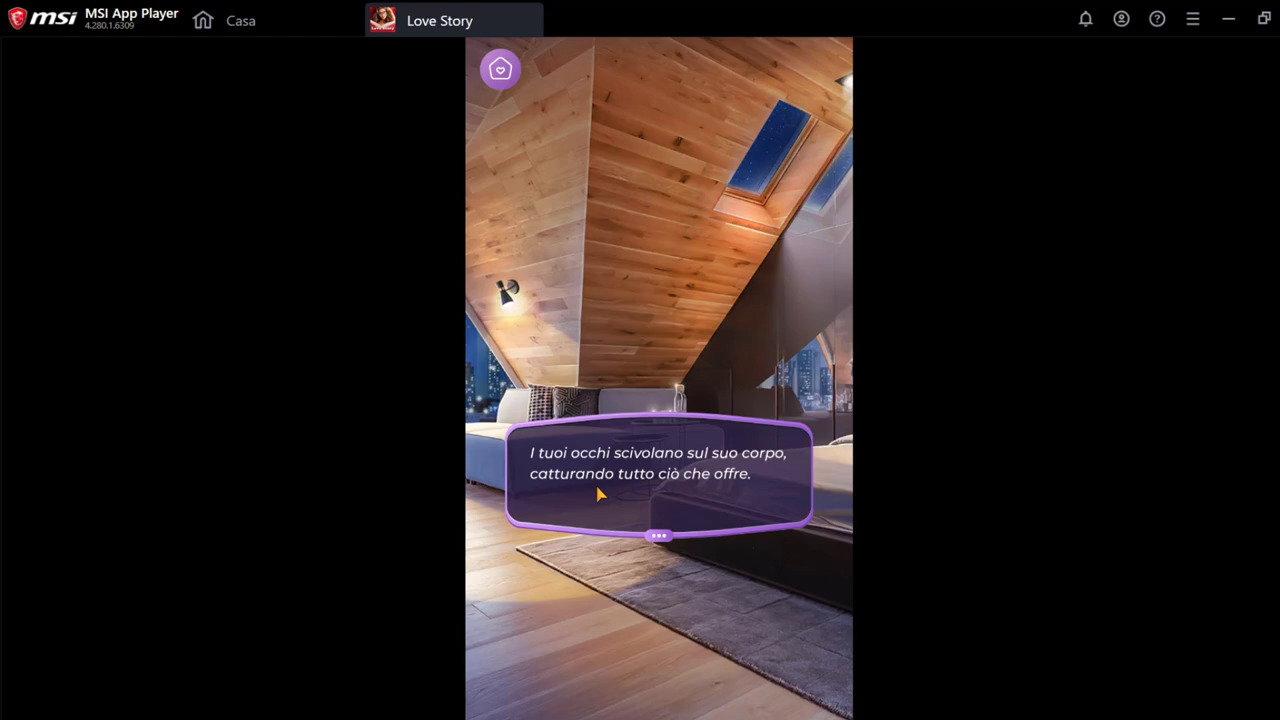 msi
MSI App Player
4.280.1.6309
Casa
Love Story
I tuoi occhi scivolano sul suo corpo,
catturando tutto ciò che offre.